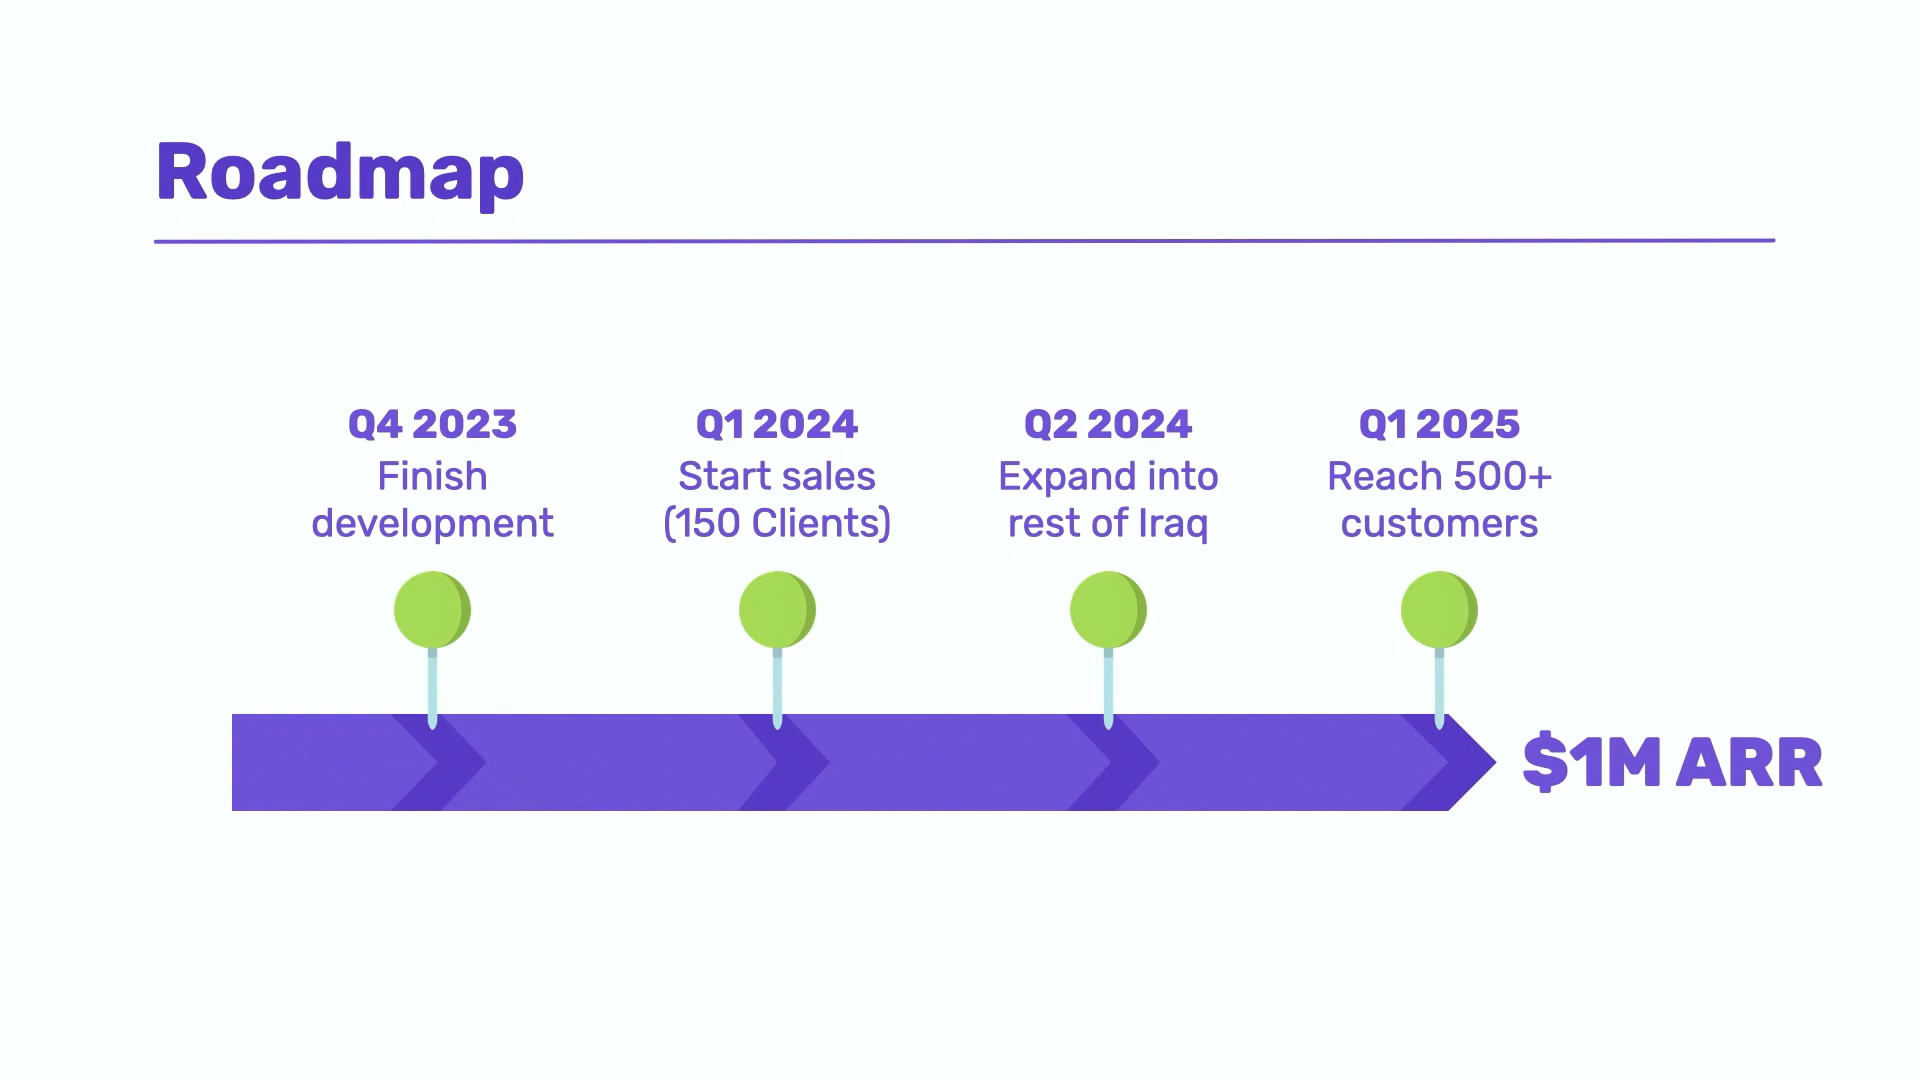 Roadmap
Q4 2023
Finish
development
Q1 2024
Start sales
(150 Clients)
Q2 2024
Expand into
rest of Iraq
Q1 2025
Reach 500+
customers
$1M ARR